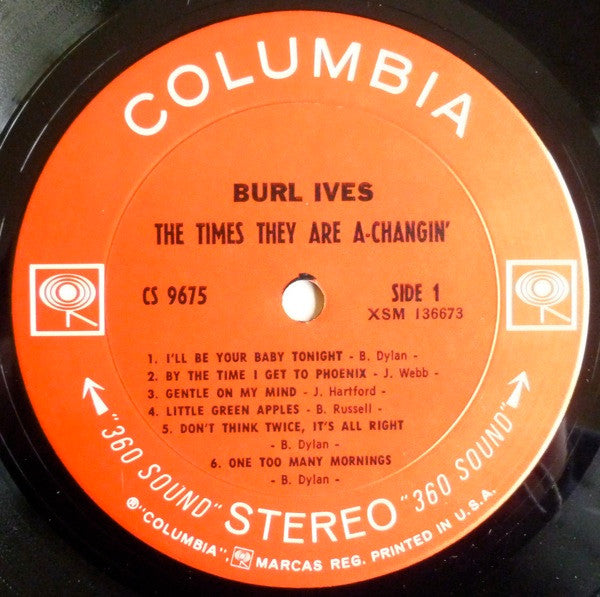 COLUMBIA
BURL IVES
THE TIMES THEY ARE A-CHANGIN'
CS 9675
SIDE 1
XSM 136673
1. I'LL BE YOUR BABY TONIGHT - B. Dylan -
2. BY THE TIME I GET TO PHOENIX - J. Webb -
3. GENTLE ON MY MIND - J. Hartford -
4. LITTLE GREEN APPLES - B. Russell -
5. DON'T THINK TWICE, IT'S ALL RIGHT
- B. Dylan -
6. ONE TOO MANY MORNINGS
- B. Dylan -
"360 SOUND" STEREO "360 SOUND"
®"COLUMBIA", MARCAS REG. PRINTED IN U.S.A.